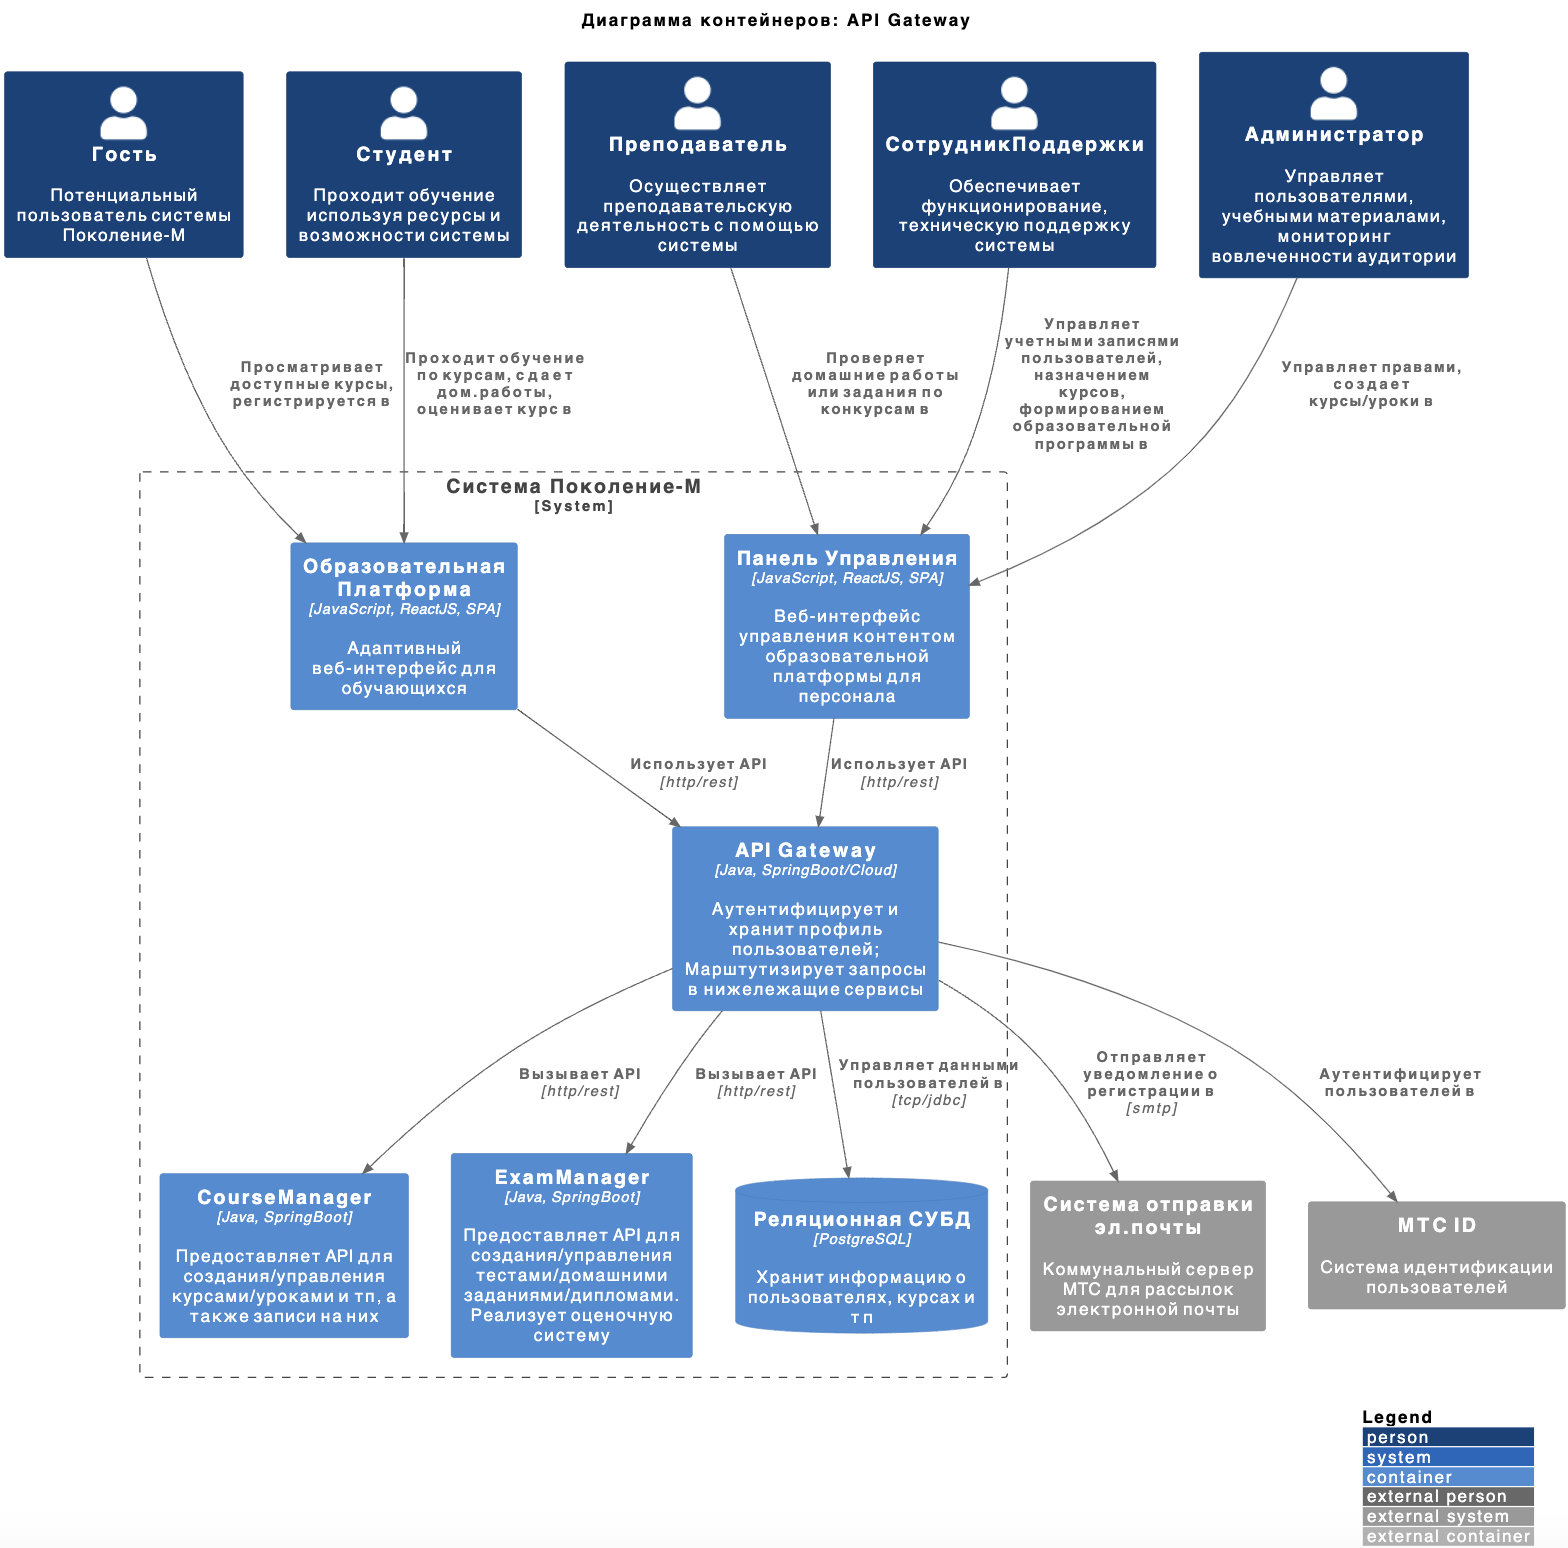 Диаграмма контейнеров: API Gateway
Гость
Потенциальный
пользователь системы
Поколение-М
Студент
Проходит обучение
используя ресурсы и
возможности системы
Преподаватель
Осуществляет
преподавательскую
деятельность с помощью
системы
СотрудникПоддержки
Обеспечивает
функционирование,
техническую поддержку
системы
Администратор
Управляет
пользователями,
учебными материалами,
мониторинг
вовлеченности аудитории
Просматривает
доступные курсы,
регистрируется в
Проходит обучение
по курсам, сдает
дом.работы,
оценивает курс в
Проверяет
домашние работы
или задания по
конкурсам в
Управляет
учетными записями
пользователей,
назначением
курсов,
формированием
образовательной
программы в
Управляет правами,
создает
курсы/уроки в
Система Поколение-М
[System]
Образовательная
Платформа
[JavaScript, ReactJS, SPA]
Адаптивный
веб-интерфейс для
обучающихся
Панель Управления
[JavaScript, ReactJS, SPA]
Веб-интерфейс
управления контентом
образовательной
платформы для
персонала
Использует API
[http/rest]
Использует API
[http/rest]
API Gateway
[Java, SpringBoot/Cloud]
Аутентифицирует и
хранит профиль
пользователей;
Марштутизирует запросы
в нижележащие сервисы
Вызывает API
[http/rest]
Вызывает API
[http/rest]
Управляет данными
пользователей в
[tcp/jdbc]
Отправляет
уведомление о
регистрации в
[smtp]
Аутентифицирует
пользователей в
CourseManager
[Java, SpringBoot]
Предоставляет API для
создания/управления
курсами/уроками и тп, а
также записи на них
ExamManager
[Java, SpringBoot]
Предоставляет API для
создания/управления
тестами/домашними
заданиями/дипломами.
Реализует оценочную
систему
Реляционная СУБД
[PostgreSQL]
Хранит информацию о
пользователях, курсах и
тп
Система отправки
эл.почты
Коммунальный сервер
МТС для рассылок
электронной почты
МТС ID
Система идентификации
пользователей
Legend
person
system
container
external person
external system
external container